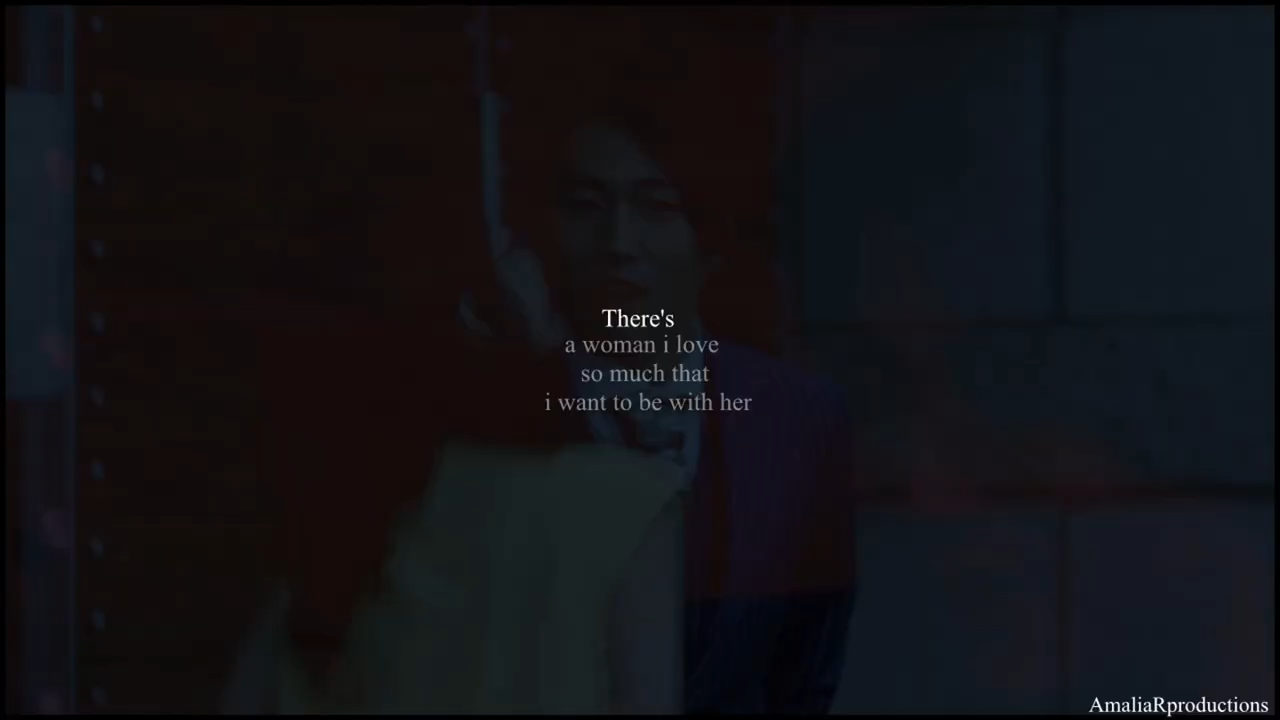 There's
a woman i love
so much that
i want to be with her
AmaliaRproductions